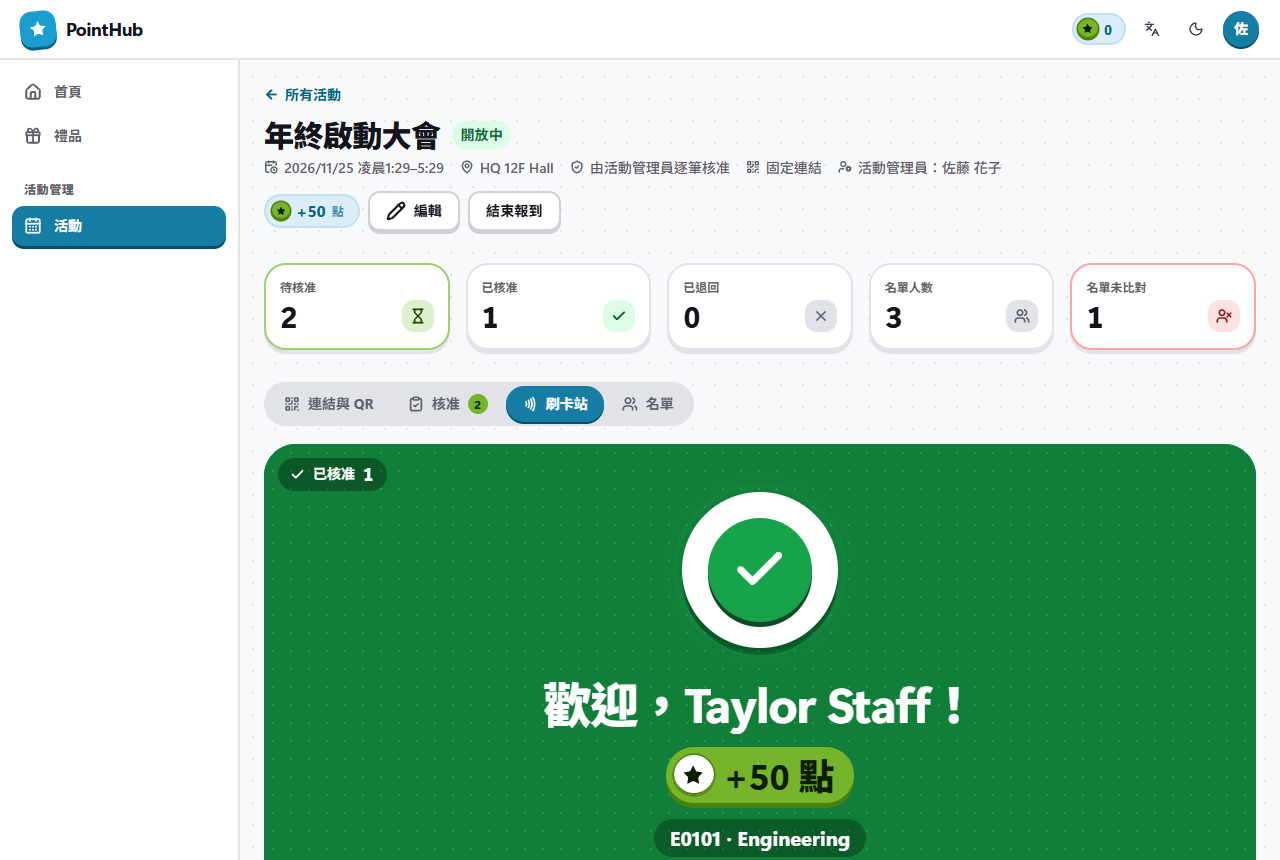 PointHub
0
佐
首頁
禮品
活動管理
活動
所有活動
年終啟動大會 開放中
2026/11/25 凌晨1:29–5:29 HQ 12F Hall 由活動管理員逐筆核准 固定連結 活動管理員：佐藤 花子
+50 點 編輯 結束報到
待核准 已核准 已退回 名單人數 名單未比對
2 1 0 3 1
連結與 QR 核准 2 刷卡站 名單
已核准 1
歡迎，Taylor Staff！
+50 點
E0101 · Engineering